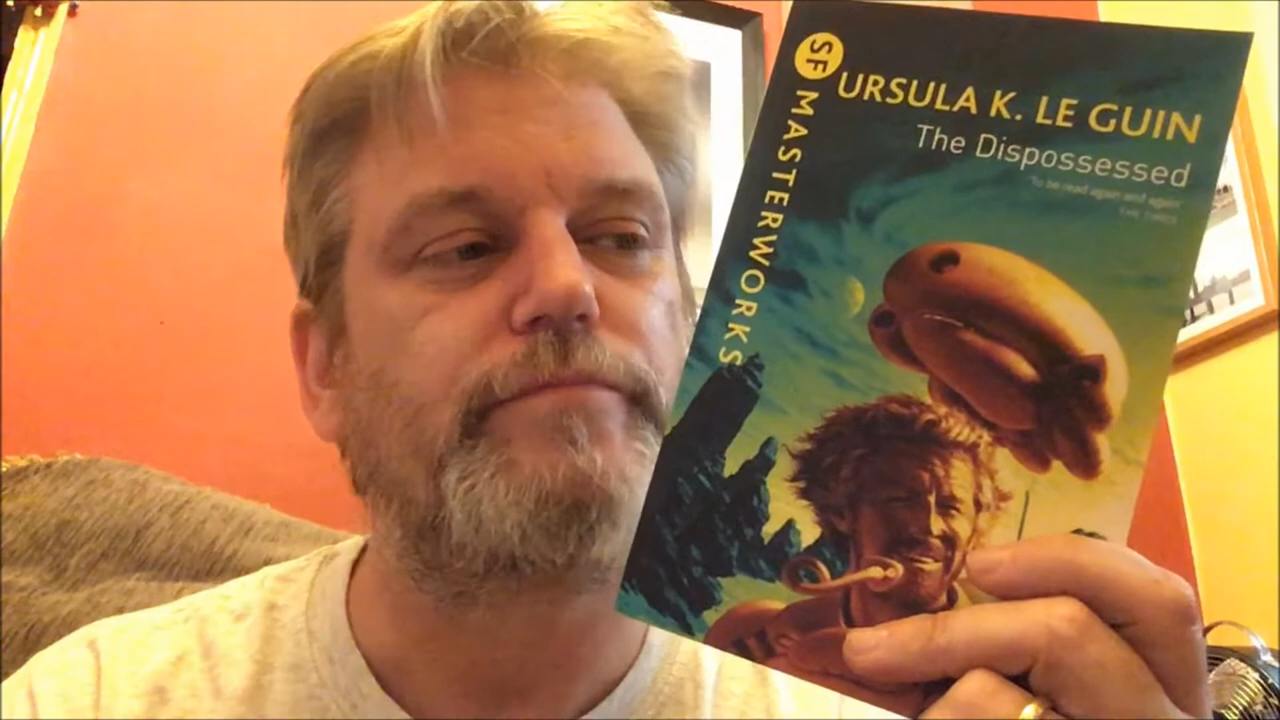 SF
MASTERWORKS
URSULA K. LE GUIN
The Dispossessed
'To be read again and again'
THE TIMES